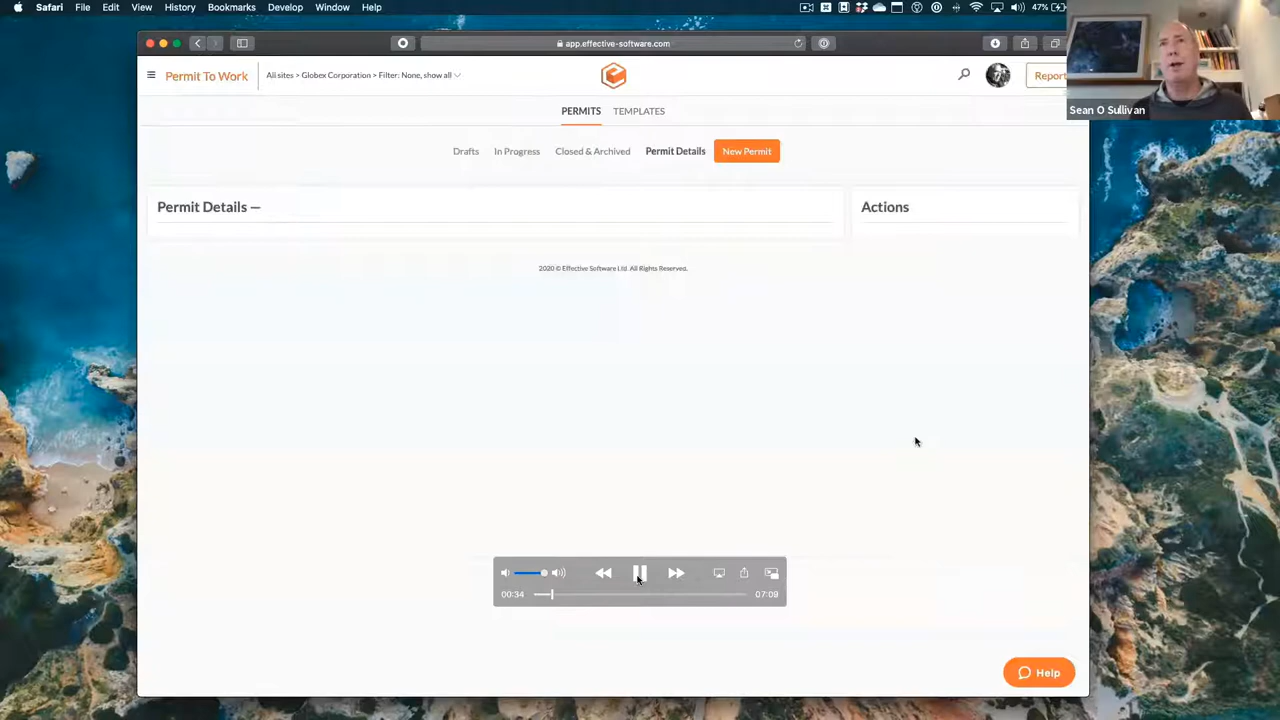 Safari File Edit View History Bookmarks Develop Window Help 47%
app.effective-software.com
Permit To Work
All sites > Globex Corporation > Filter: None, show all
Report
Sean O Sullivan
PERMITS TEMPLATES
Drafts In Progress Closed & Archived Permit Details New Permit
Permit Details —
Actions
2020 © Effective Software Ltd. All Rights Reserved.
00:34 07:09
Help